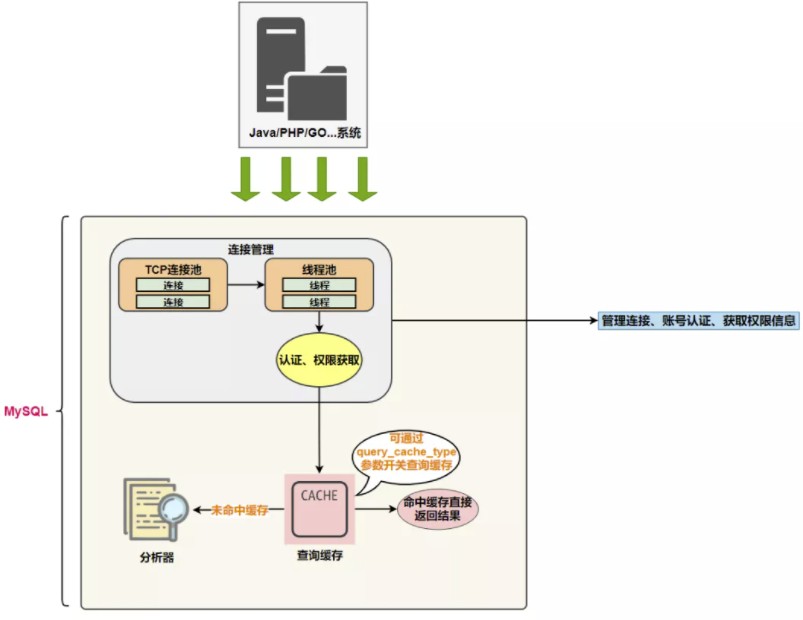 Java/PHP/GO...系统
连接管理
TCP连接池
连接
连接
线程池
线程
线程
认证、权限获取
管理连接、账号认证、获取权限信息
MySQL
可通过
query_cache_type
参数开关查询缓存
CACHE
查询缓存
未命中缓存
分析器
命中缓存直接
返回结果